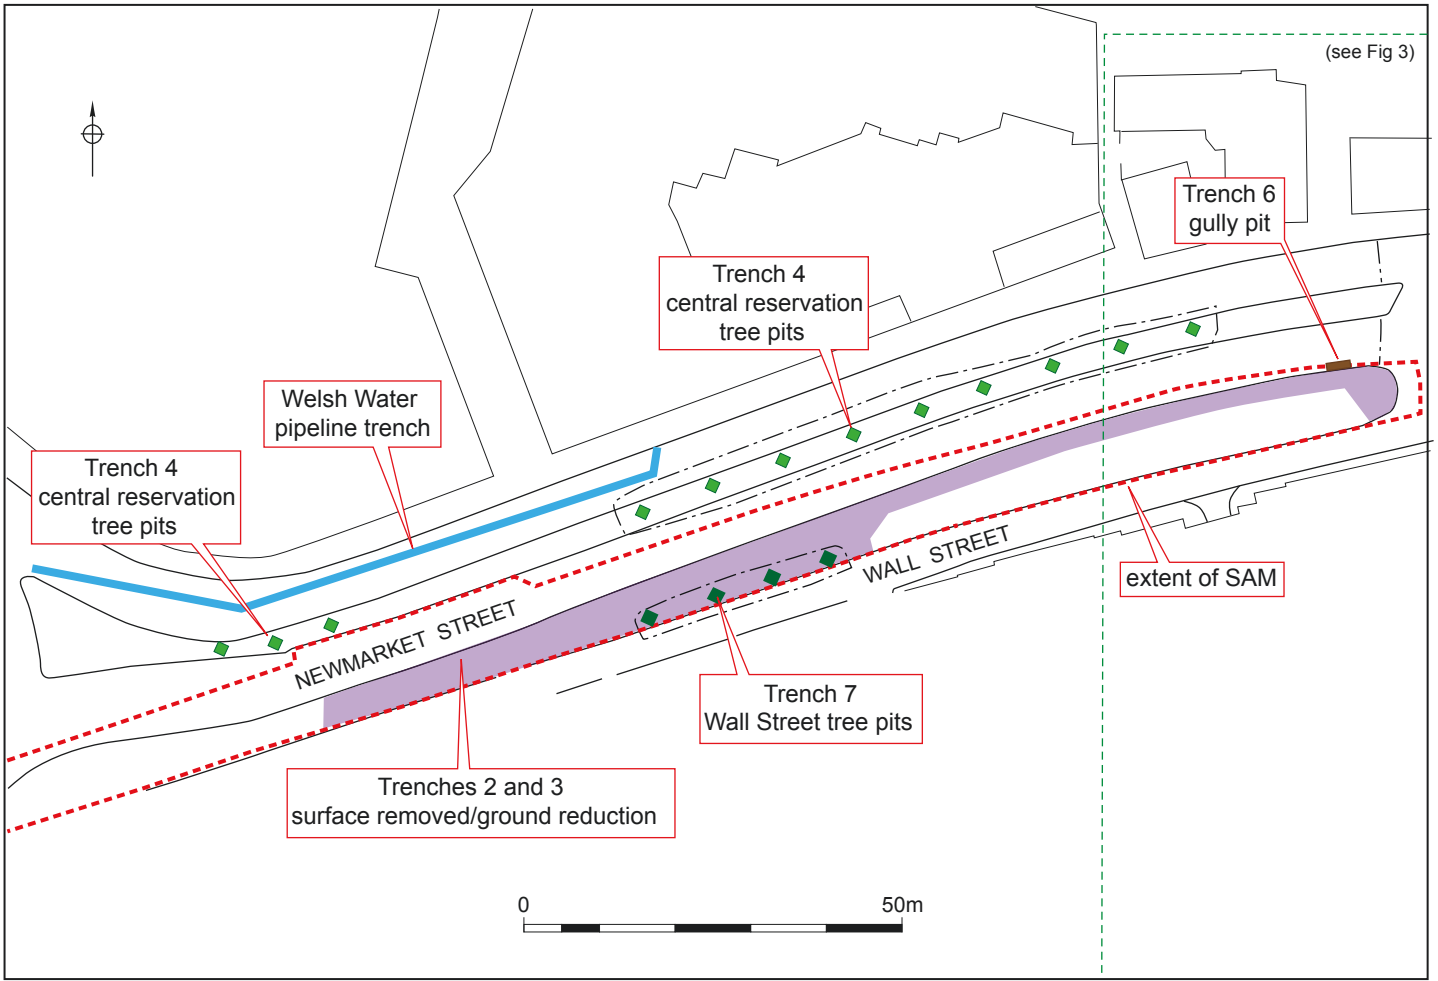 (see Fig 3)
Trench 6
gully pit
Trench 4
central reservation
tree pits
Welsh Water
pipeline trench
Trench 4
central reservation
tree pits
WALL STREET
extent of SAM
NEWMARKET STREET
Trench 7
Wall Street tree pits
Trenches 2 and 3
surface removed/ground reduction
0
50m